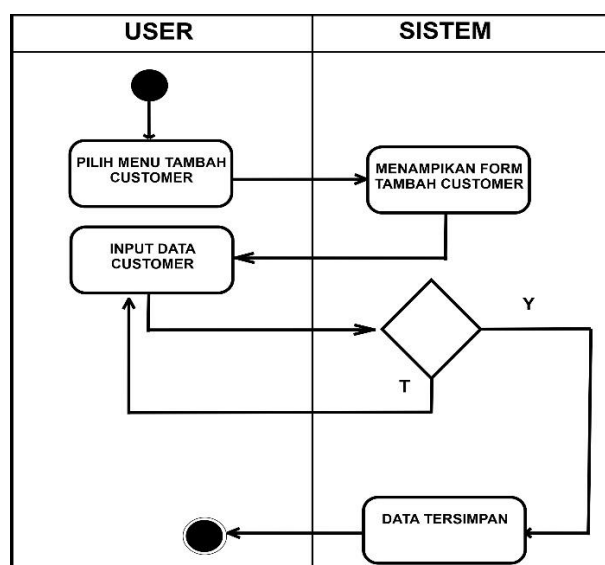 USER
SISTEM
PILIH MENU TAMBAH
CUSTOMER
MENAMPIKAN FORM
TAMBAH CUSTOMER
INPUT DATA
CUSTOMER
Y
T
DATA TERSIMPAN